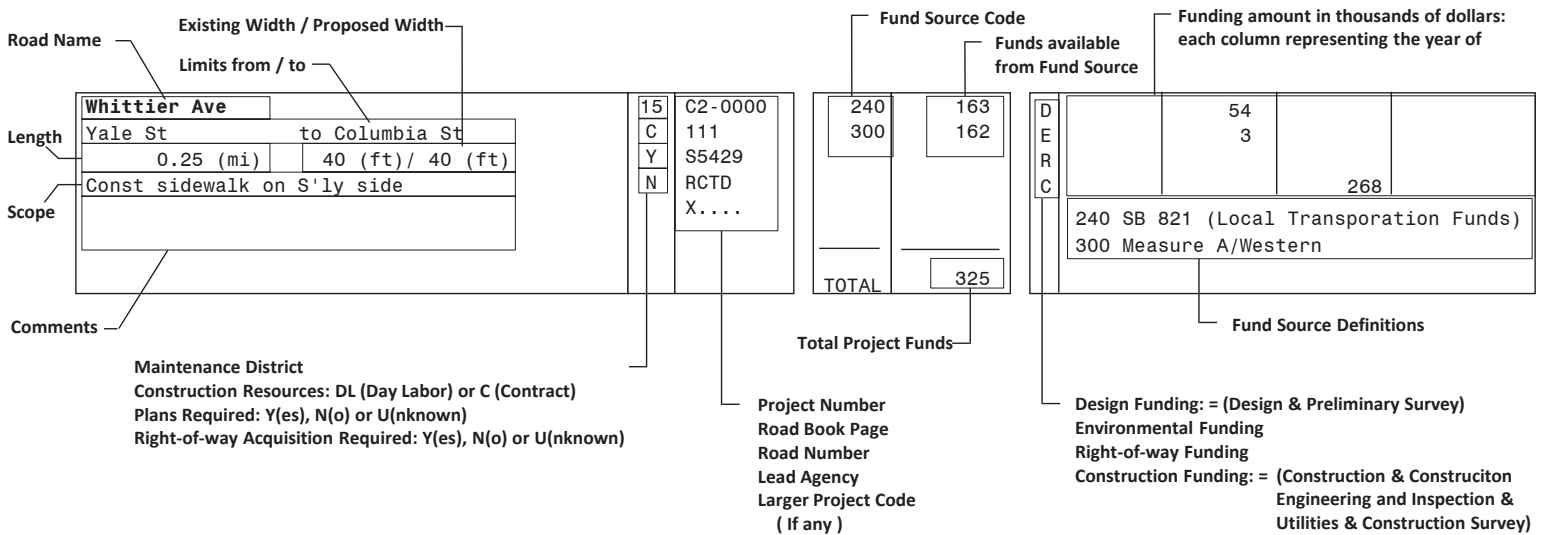 Road Name
Existing Width / Proposed Width
Limits from / to
Fund Source Code
Funds available
from Fund Source
Funding amount in thousands of dollars:
each column representing the year of
Length
Scope
Comments
Whittier Ave
Yale St to Columbia St
0.25 (mi) 40 (ft)/ 40 (ft)
Const sidewalk on S'ly side
15
C
Y
N
C2-0000
111
S5429
RCTD
X....
240 163
300 162
TOTAL 325
D 54
E 3
R
C 268
240 SB 821 (Local Transporation Funds)
300 Measure A/Western
Maintenance District
Construction Resources: DL (Day Labor) or C (Contract)
Plans Required: Y(es), N(o) or U(nknown)
Right-of-way Acquisition Required: Y(es), N(o) or U(nknown)
Total Project Funds
Fund Source Definitions
Project Number
Road Book Page
Road Number
Lead Agency
Larger Project Code
( If any )
Design Funding: = (Design & Preliminary Survey)
Environmental Funding
Right-of-way Funding
Construction Funding: = (Construction & Construciton
Engineering and Inspection &
Utilities & Construction Survey)